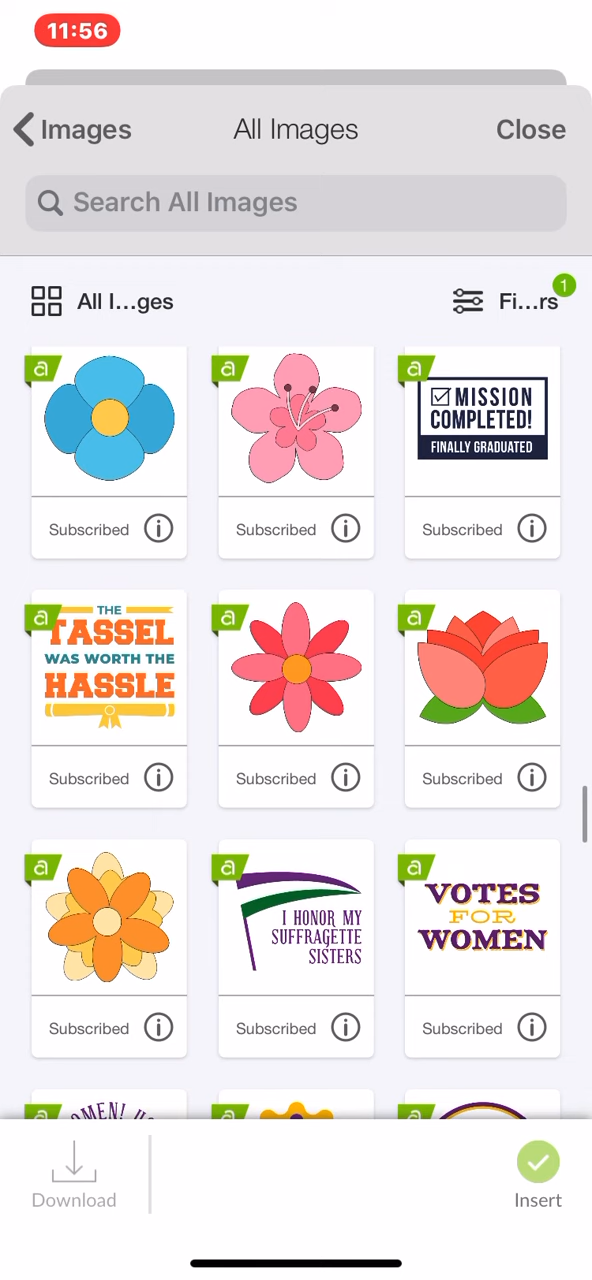 11:56
Images
All Images
Close
Search All Images
All I...ges
Fi...rs
1
a
a
a
MISSION
COMPLETED!
FINALLY GRADUATED
Subscribed
Subscribed
Subscribed
a
THE
TASSEL
WAS WORTH THE
HASSLE
a
a
Subscribed
Subscribed
Subscribed
a
a
I HONOR MY
SUFFRAGETTE
SISTERS
a
VOTES
FOR
WOMEN
Subscribed
Subscribed
Subscribed
a
a
a
Download
Insert